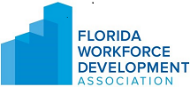 FLORIDA
WORKFORCE
DEVELOPMENT
ASSOCIATION